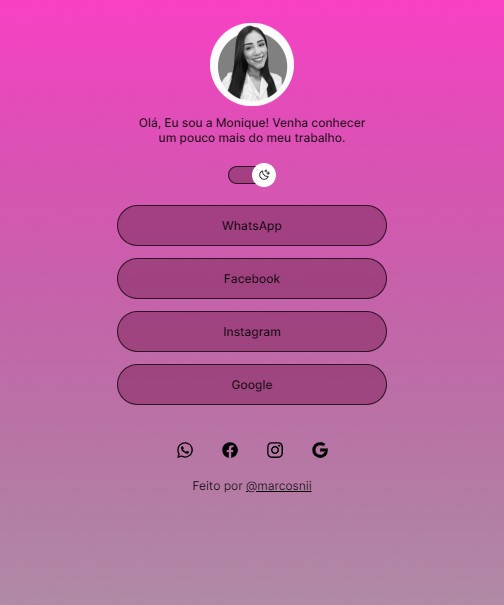 Olá, Eu sou a Monique! Venha conhecer
um pouco mais do meu trabalho.
WhatsApp
Facebook
Instagram
Google
Feito por @marcosnii